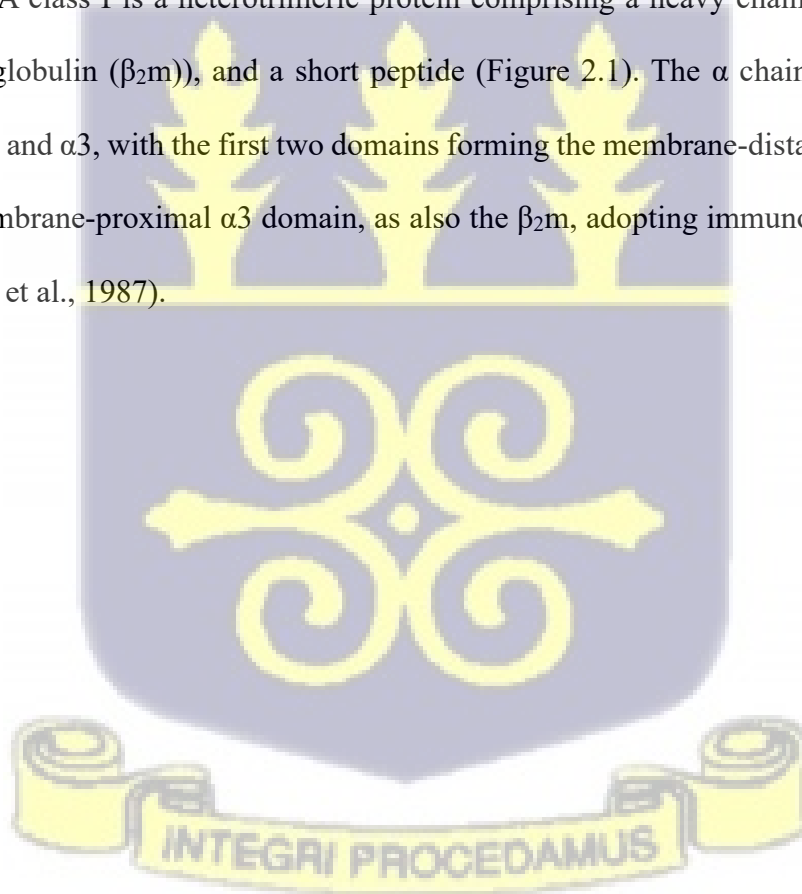 A class I is a heterotrimeric protein comprising a heavy chain
globulin (β₂m)), and a short peptide (Figure 2.1). The α chain
and α3, with the first two domains forming the membrane-dista
mbrane-proximal α3 domain, as also the β₂m, adopting immuno
et al., 1987).
INTEGRI PROCEDAMUS